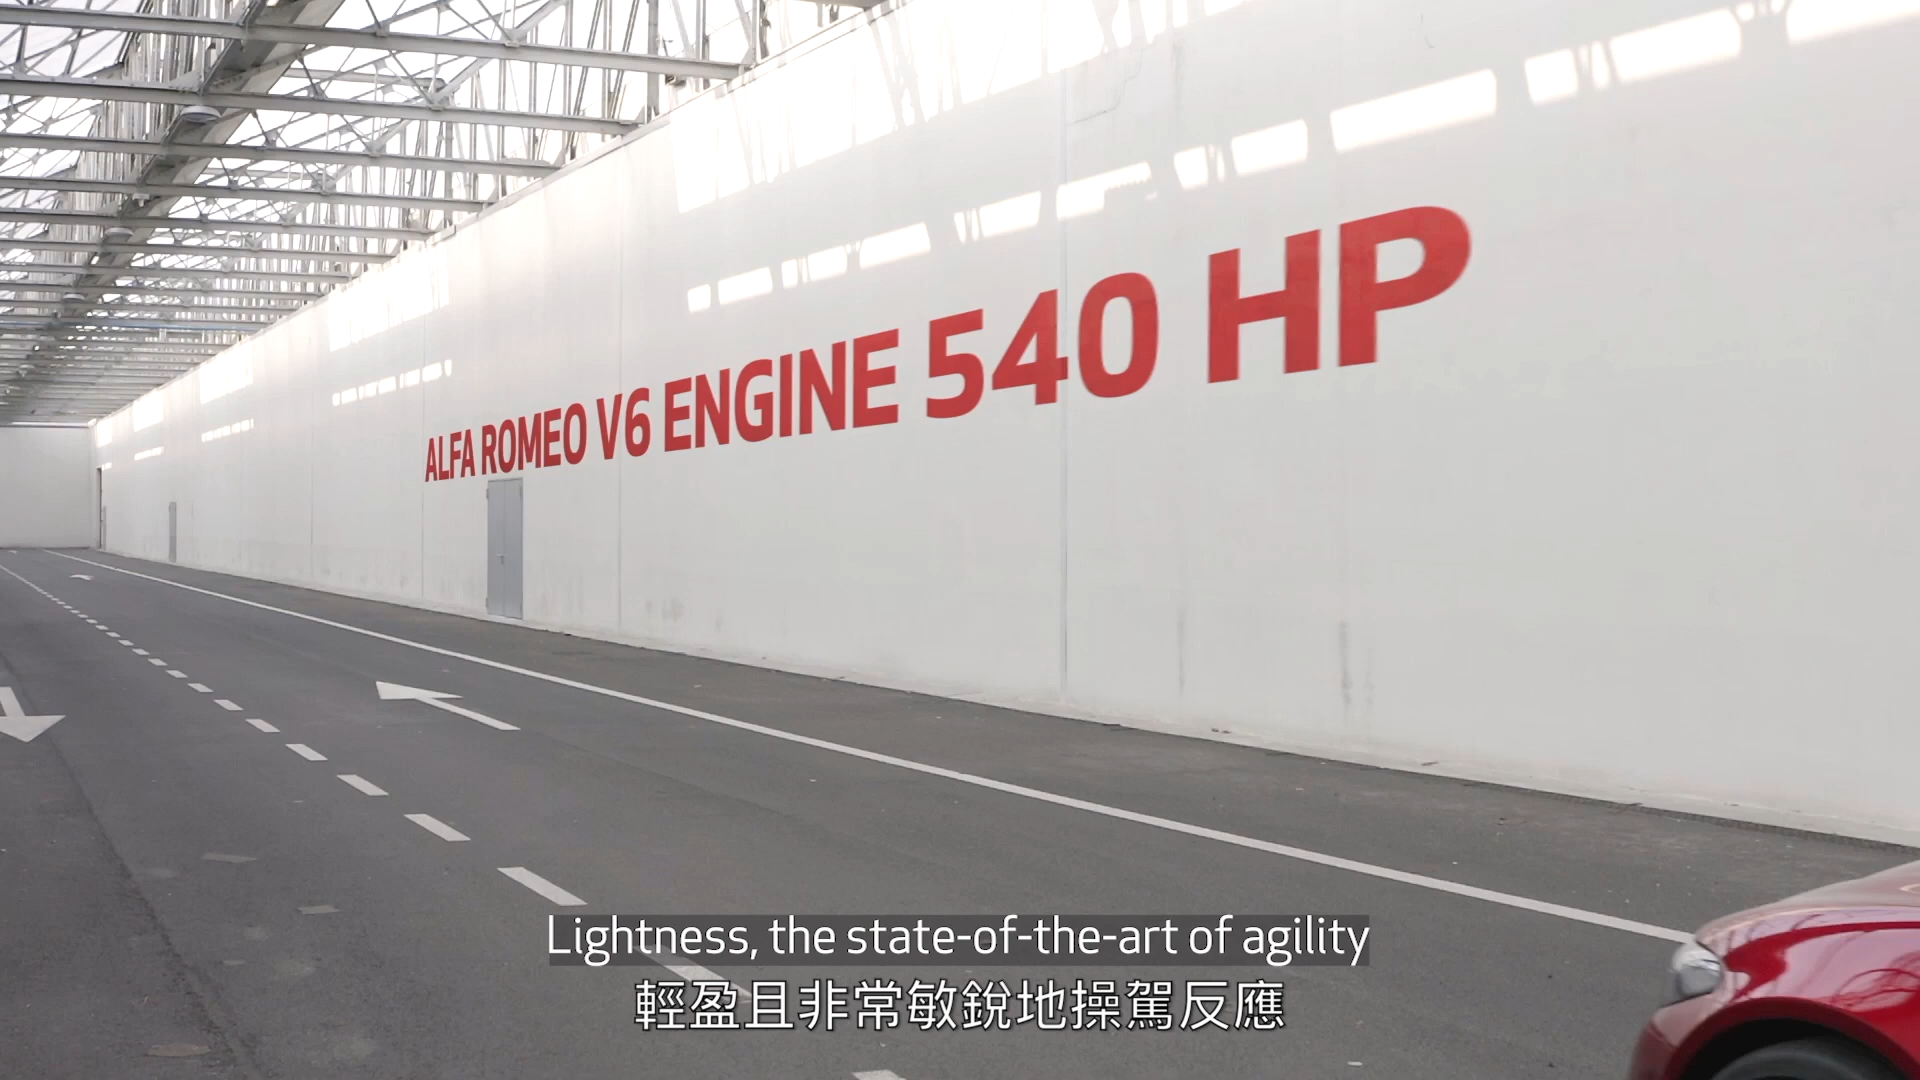 ALFA ROMEO V6 ENGINE 540 HP
Lightness, the state-of-the-art of agility
輕盈且非常敏銳地操駕反應